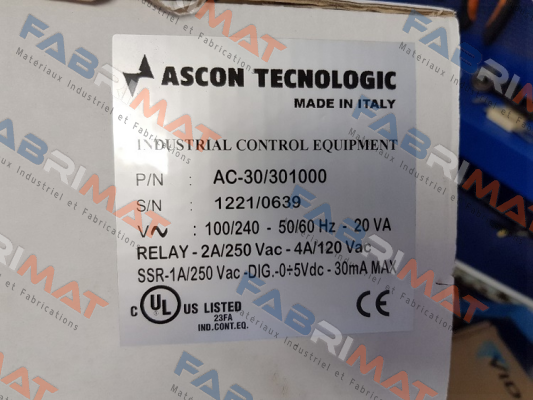 ASCON TECNOLOGIC
MADE IN ITALY
INDUSTRIAL CONTROL EQUIPMENT
P/N : AC-30/301000
S/N : 1221/0639
V∿ : 100/240 - 50/60 Hz - 20 VA
RELAY - 2A/250 Vac - 4A/120 Vac
SSR-1A/250 Vac -DIG.-0÷5Vdc - 30mA MAX
C UL US LISTED
23FA
IND.CONT.EQ.
CE
FABRIMAT
Materiaux Industriel et Fabrications
VID